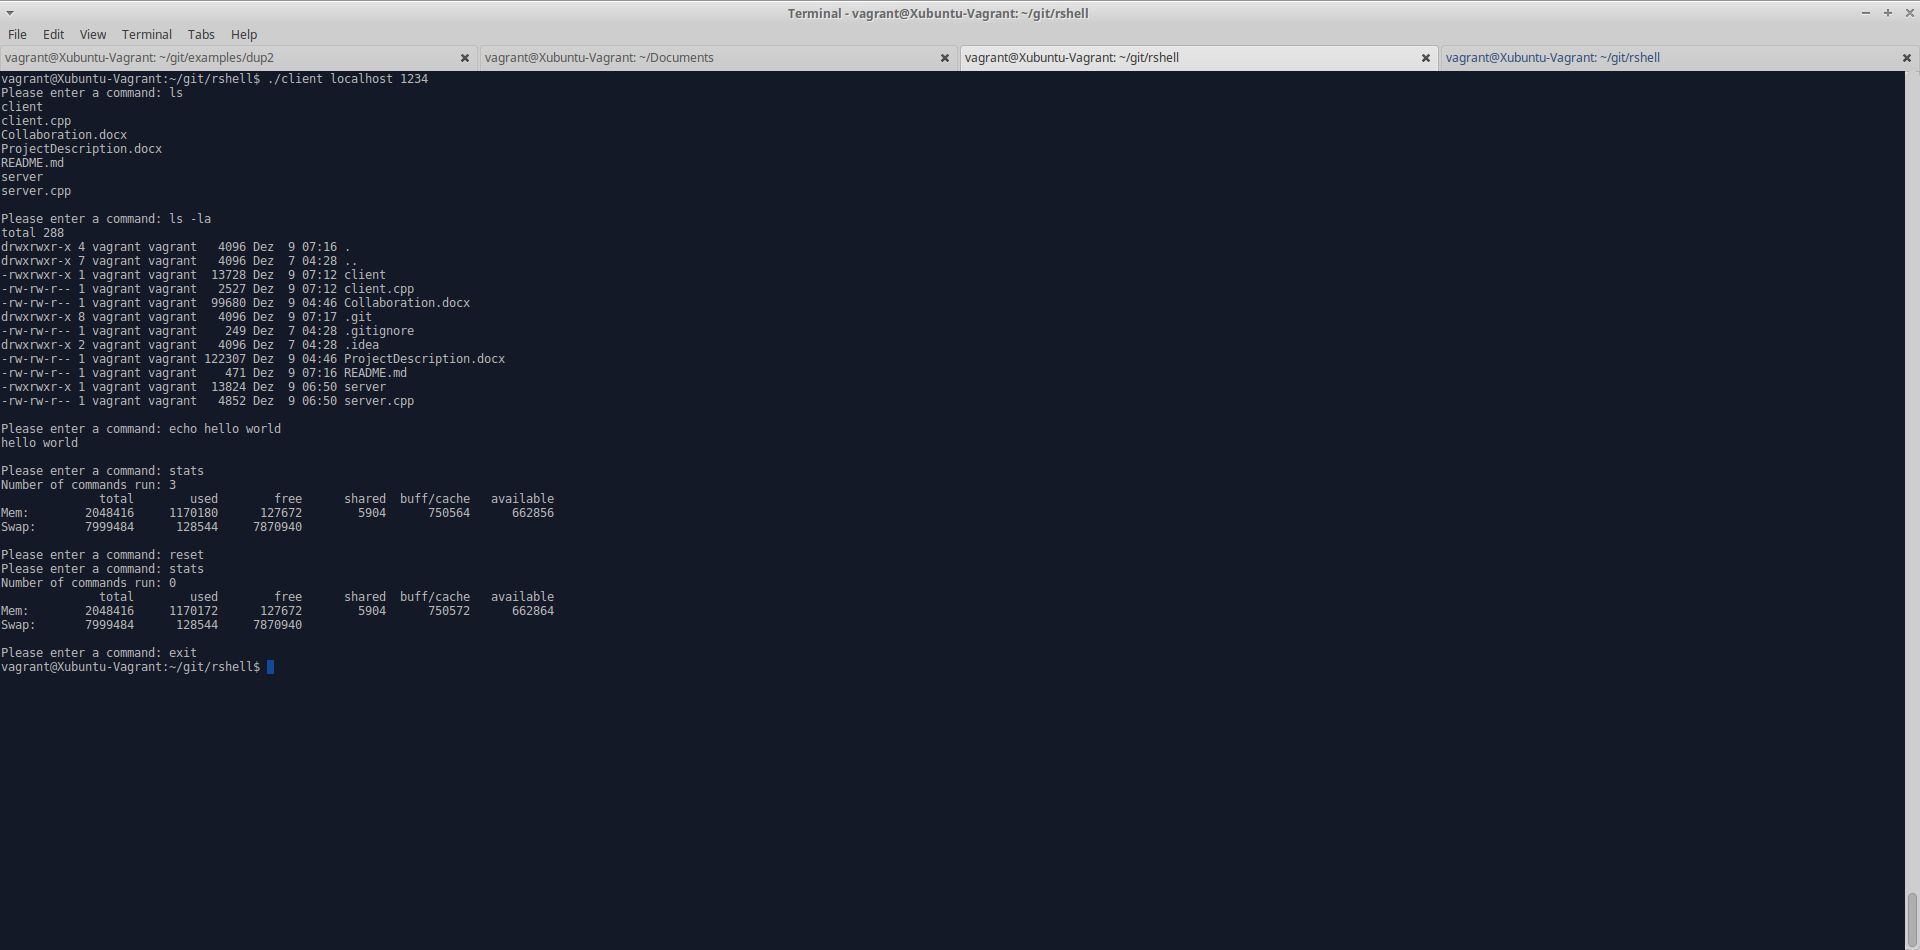 Terminal - vagrant@Xubuntu-Vagrant: ~/git/rshell
File Edit View Terminal Tabs Help
vagrant@Xubuntu-Vagrant: ~/git/examples/dup2 vagrant@Xubuntu-Vagrant: ~/Documents vagrant@Xubuntu-Vagrant: ~/git/rshell vagrant@Xubuntu-Vagrant: ~/git/rshell
vagrant@Xubuntu-Vagrant:~/git/rshell$ ./client localhost 1234
Please enter a command: ls
client
client.cpp
Collaboration.docx
ProjectDescription.docx
README.md
server
server.cpp

Please enter a command: ls -la
total 288
drwxrwxr-x 4 vagrant vagrant   4096 Dez  9 07:16 .
drwxrwxr-x 7 vagrant vagrant   4096 Dez  7 04:28 ..
-rwxrwxr-x 1 vagrant vagrant  13728 Dez  9 07:12 client
-rw-rw-r-- 1 vagrant vagrant   2527 Dez  9 07:12 client.cpp
-rw-rw-r-- 1 vagrant vagrant  99680 Dez  9 04:46 Collaboration.docx
drwxrwxr-x 8 vagrant vagrant   4096 Dez  9 07:17 .git
-rw-rw-r-- 1 vagrant vagrant    249 Dez  7 04:28 .gitignore
drwxrwxr-x 2 vagrant vagrant   4096 Dez  7 04:28 .idea
-rw-rw-r-- 1 vagrant vagrant 122307 Dez  9 04:46 ProjectDescription.docx
-rw-rw-r-- 1 vagrant vagrant    471 Dez  9 07:16 README.md
-rwxrwxr-x 1 vagrant vagrant  13824 Dez  9 06:50 server
-rw-rw-r-- 1 vagrant vagrant   4852 Dez  9 06:50 server.cpp

Please enter a command: echo hello world
hello world

Please enter a command: stats
Number of commands run: 3
              total        used        free      shared  buff/cache   available
Mem:        2048416     1170180      127672        5904      750564      662856
Swap:       7999484      128544     7870940

Please enter a command: reset
Please enter a command: stats
Number of commands run: 0
              total        used        free      shared  buff/cache   available
Mem:        2048416     1170172      127672        5904      750572      662864
Swap:       7999484      128544     7870940

Please enter a command: exit
vagrant@Xubuntu-Vagrant:~/git/rshell$